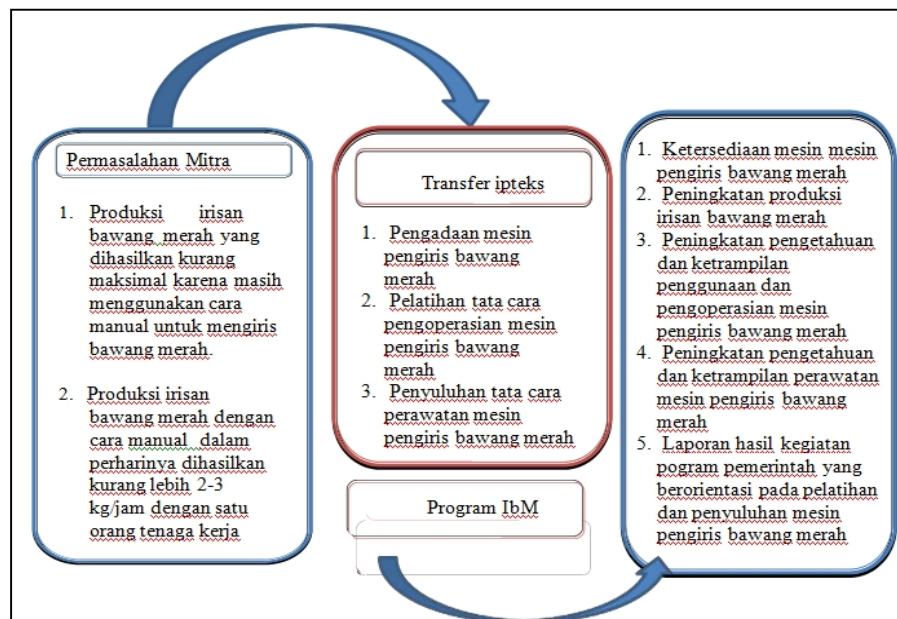 Permasalahan Mitra
1. Produksi irisan
bawang merah yang
dihasilkan kurang
maksimal karena masih
menggunakan cara
manual untuk mengiris
bawang merah.
2. Produksi irisan
bawang merah dengan
cara manual dalam
perharinya dihasilkan
kurang lebih 2-3
kg/jam dengan satu
orang tenaga kerja
Transfer ipteks
1. Pengadaan mesin
pengiris bawang
merah
2. Pelatihan tata cara
pengoperasian mesin
pengiris bawang
merah
3. Penyuluhan tata cara
perawatan mesin
pengiris bawang merah
Program IbM
1. Ketersediaan mesin mesin
pengiris bawang merah
2. Peningkatan produksi
irisan bawang merah
3. Peningkatan pengetahuan
dan ketrampilan
penggunaan dan
pengoperasian mesin
pengiris bawang merah
4. Peningkatan pengetahuan
dan ketrampilan perawatan
mesin pengiris bawang
merah
5. Laporan hasil kegiatan
pogram pemerintah yang
berorientasi pada pelatihan
dan penyuluhan mesin
pengiris bawang merah